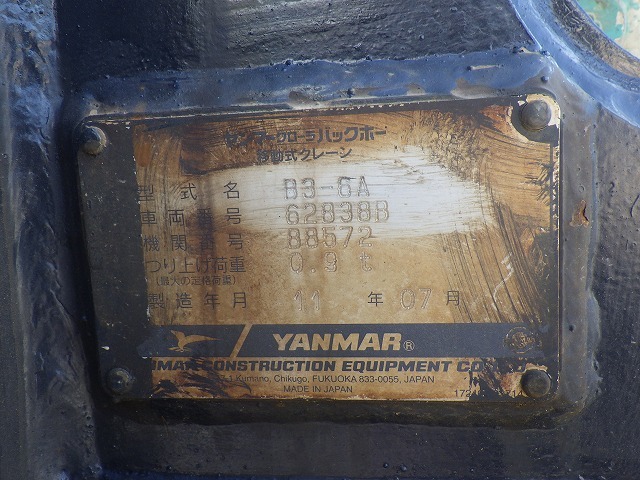 クローラバックホー
移動式クレーン
型式名 B3-6A
車両番号 62838B
機関番号 88572
つり上げ荷重 0.9 t
(最大の定格荷重)
製造年月 11 年 07 月
YANMAR®
CONSTRUCTION EQUIPMENT
Kumano, Chikugo, FUKUOKA 833-0055, JAPAN
MADE IN JAPAN